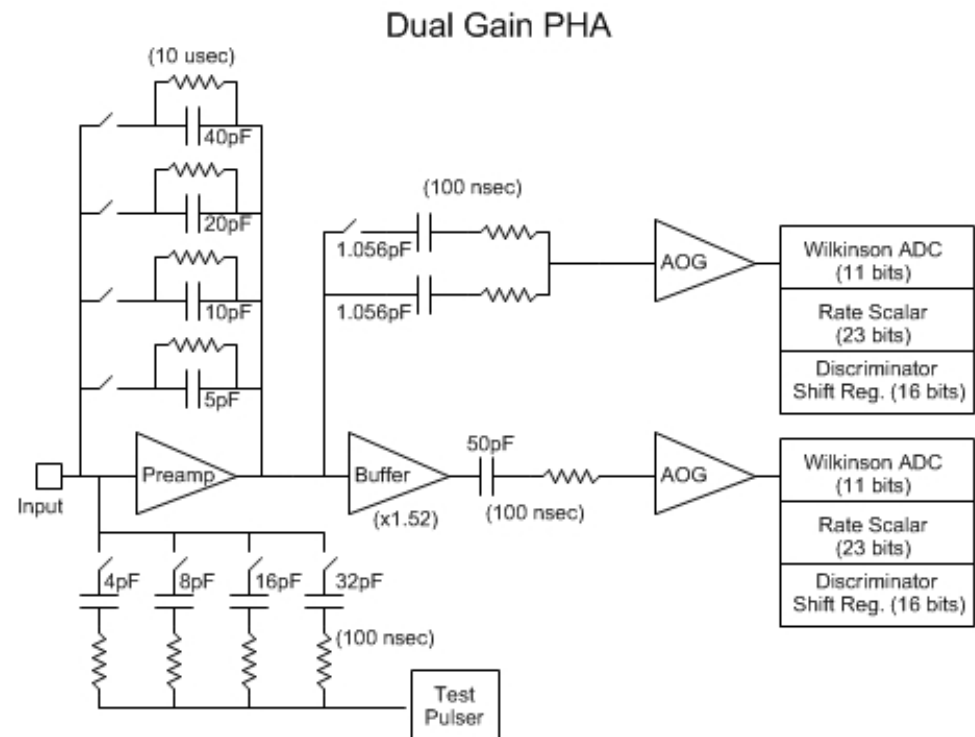 Dual Gain PHA
(10 usec)
40pF
20pF
10pF
5pF
(100 nsec)
1.056pF
1.056pF
AOG
Wilkinson ADC
(11 bits)
Rate Scalar
(23 bits)
Discriminator
Shift Reg. (16 bits)
Input
Preamp
Buffer
(x1.52)
50pF
(100 nsec)
AOG
Wilkinson ADC
(11 bits)
Rate Scalar
(23 bits)
Discriminator
Shift Reg. (16 bits)
4pF
8pF
16pF
32pF
(100 nsec)
Test
Pulser